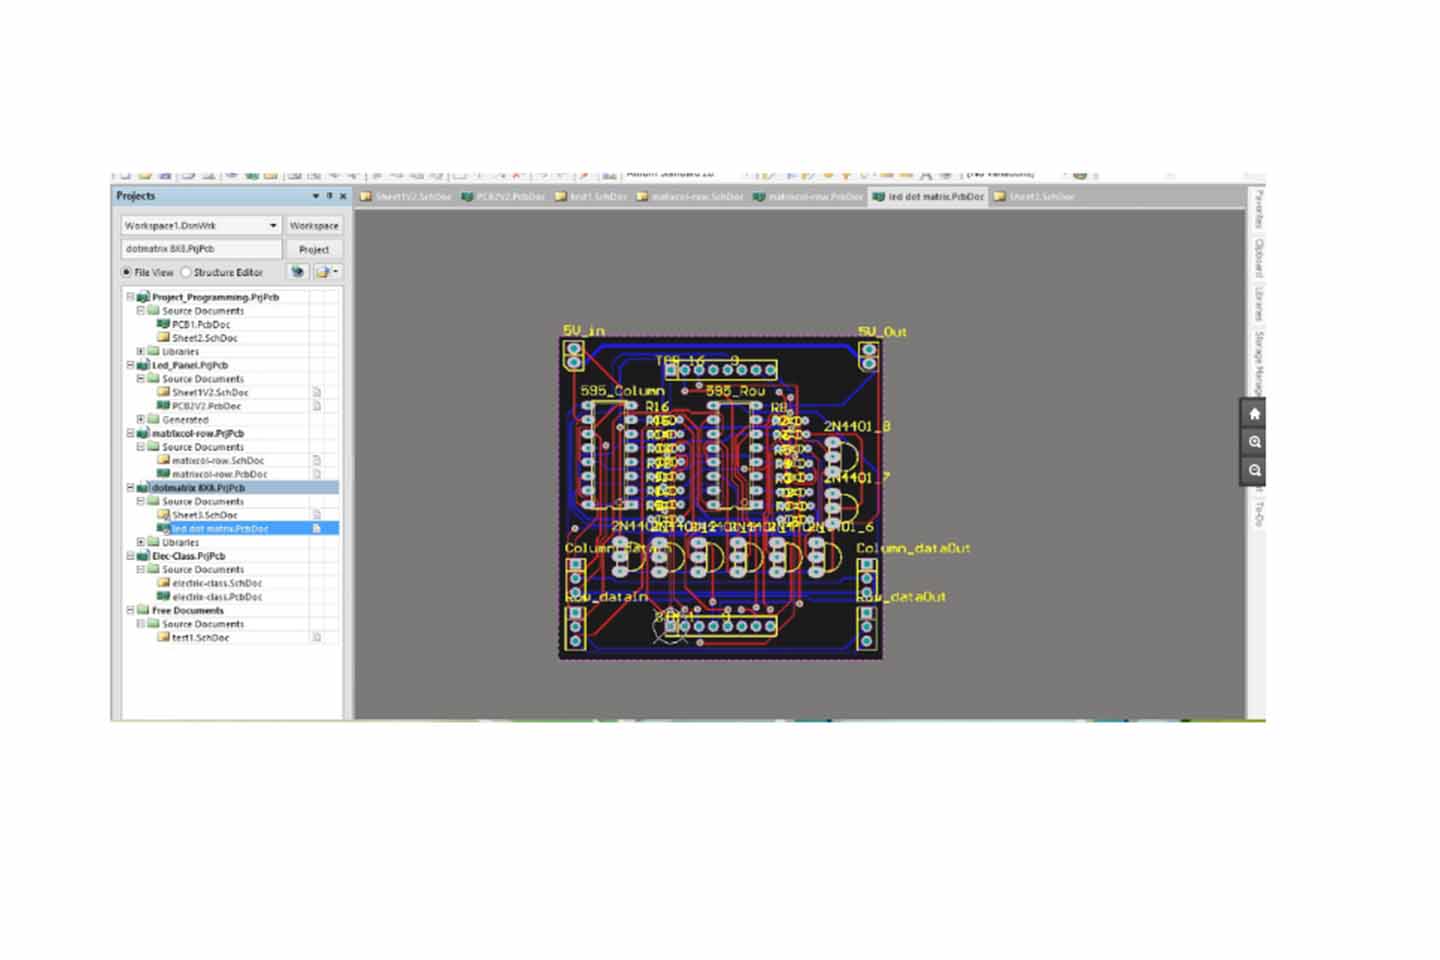 Projects
Workspace1.DsnWrk
Workspace
dotmatrix 8X8.PrjPcb
Project
File View
Structure Editor
Project_Programming.PrjPcb
Source Documents
PCB1.PcbDoc
Sheet2.SchDoc
Libraries
Led_Panel.PrjPcb
Source Documents
Sheet1V2.SchDoc
PCB2V2.PcbDoc
Generated
matrixcol-row.PrjPcb
Source Documents
matixcol-row.SchDoc
matrixcol-row.PcbDoc
dotmatrix 8X8.PrjPcb
Source Documents
Sheet3.SchDoc
led dot matrix.PcbDoc
Libraries
Elec-Class.PrjPcb
Source Documents
electric-class.SchDoc
electric-class.PcbDoc
Free Documents
Source Documents
test1.SchDoc
Sheet1V2.SchDoc
PCB2V2.PcbDoc
test1.SchDoc
matixcol-row.SchDoc
matrixcol-row.PcbDoc
led dot matrix.PcbDoc
Sheet3.SchDoc
5V_in
5V_Out
595_Column
595_Row
R16
R8
2N4401_8
2N4401_7
Column_dataOut
Row_dataIn
Favorites
Clipboard
Libraries
Storage Manager
To-Do